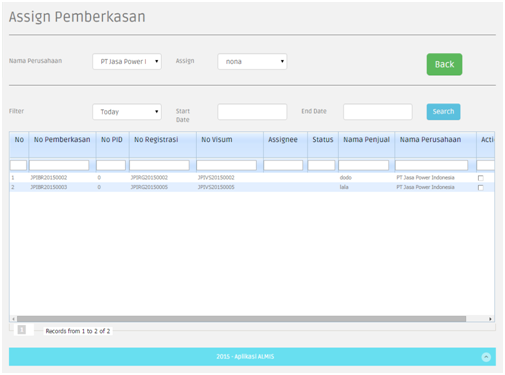 Assign Pemberkasan
Nama Perusahaan PT Jasa Power I Assign nona Back
Filter Today Start Date End Date Search
No No Pemberkasan No PID No Registrasi No Visum Assignee Status Nama Penjual Nama Perusahaan Acti
1 JPIBR20150002 0 JPIRG20150002 JPIVS20150002 dodo PT Jasa Power Indonesia
2 JPIBR20150003 0 JPIRG20150005 JPIVS20150005 lala PT Jasa Power Indonesia
1 Records from 1 to 2 of 2
2015 - Aplikasi ALMIS